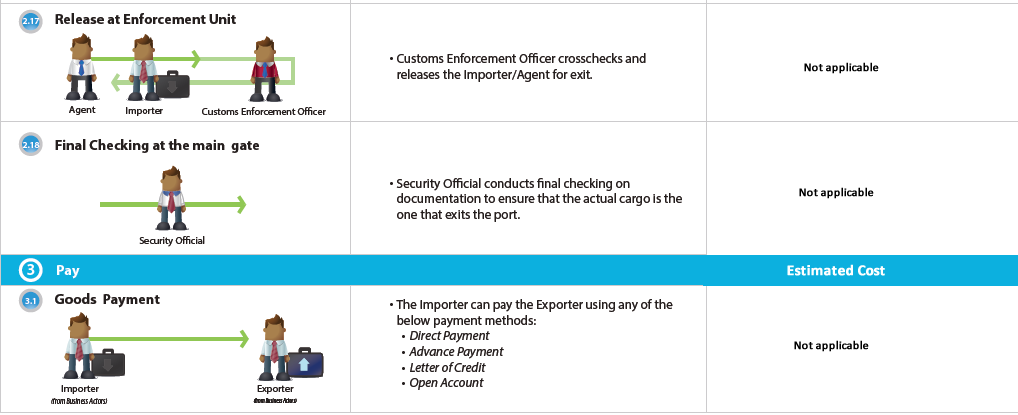 2.17
Release at Enforcement Unit
Agent
Importer
Customs Enforcement Officer
• Customs Enforcement Officer crosschecks and
releases the Importer/Agent for exit.
Not applicable
2.18
Final Checking at the main gate
Security Official
• Security Official conducts final checking on
documentation to ensure that the actual cargo is the
one that exits the port.
Not applicable
3
Pay
Estimated Cost
3.1
Goods Payment
Importer
(from Business Actors)
Exporter
(from Business Actors)
• The Importer can pay the Exporter using any of the
below payment methods:
• Direct Payment
• Advance Payment
• Letter of Credit
• Open Account
Not applicable